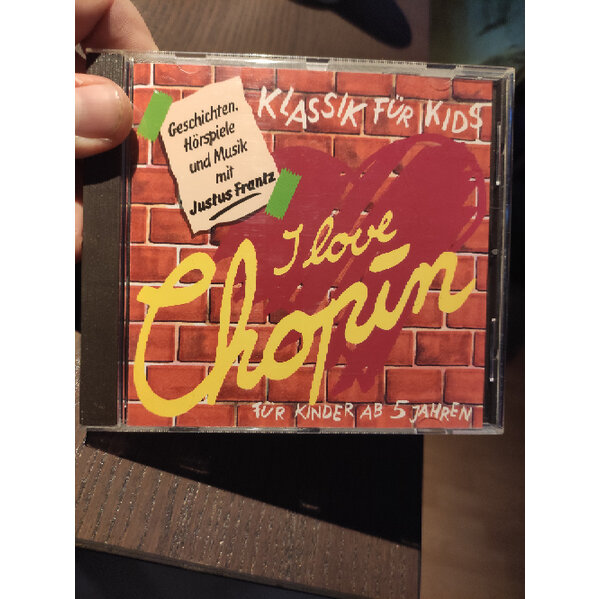 KLASSIK FÜR KIDS
Geschichten,
Hörspiele
und Musik
mit
Justus Frantz
I love
Chopin
FÜR KINDER AB 5 JAHREN